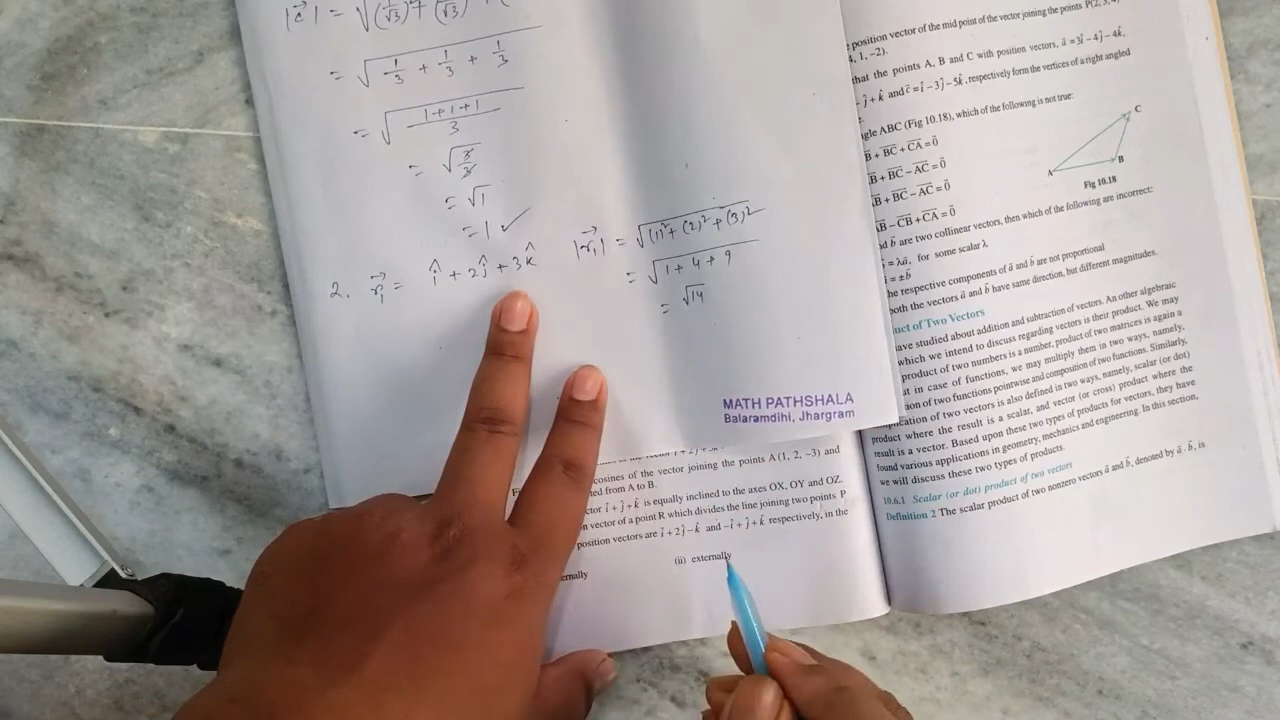 |c⃗| = √(1/√3)² + (1/√3)² + (
= √1/3 + 1/3 + 1/3
= √1+1+1/3
= √3/3
= √1
= 1 ✓
2. r⃗₁ = î + 2ĵ + 3k̂
|r⃗₁| = √(1)² + (2)² + (3)²
= √1 + 4 + 9
= √14
MATH PATHSHALA
Balaramdihi, Jhargram
cosines of the vector joining the points A (1, 2, −3) and
ed from A to B.
ctor î + ĵ + k̂ is equally inclined to the axes OX, OY and OZ.
n vector of a point R which divides the line joining two points P
position vectors are î + 2ĵ − k̂ and −î + ĵ + k̂ respectively, in the
ernally (ii) externally
position vector of the mid point of the vector joining the points P(2, 3, 4)
4, 1, −2).
that the points A, B and C with position vectors, a⃗ = 3î − 4ĵ − 4k̂,
− ĵ + k̂ and c⃗ = î − 3ĵ − 5k̂, respectively form the vertices of a right angled
gle ABC (Fig 10.18), which of the following is not true:
B + BC + CA = 0⃗
B + BC − AC = 0⃗
B + BC − AC = 0⃗
B − CB + CA = 0⃗
A
B
C
Fig 10.18
nd b⃗ are two collinear vectors, then which of the following are incorrect:
= λa⃗, for some scalar λ
= ±b⃗
he respective components of a⃗ and b⃗ are not proportional
both the vectors a⃗ and b⃗ have same direction, but different magnitudes.
uct of Two Vectors
ave studied about addition and subtraction of vectors. An other algebraic
which we intend to discuss regarding vectors is their product. We may
product of two numbers is a number, product of two matrices is again a
at in case of functions, we may multiply them in two ways, namely,
ion of two functions pointwise and composition of two functions. Similarly,
plication of two vectors is also defined in two ways, namely, scalar (or dot)
product where the result is a scalar, and vector (or cross) product where the
result is a vector. Based upon these two types of products for vectors, they have
found various applications in geometry, mechanics and engineering. In this section,
we will discuss these two types of products.
10.6.1 Scalar (or dot) product of two vectors
Definition 2 The scalar product of two nonzero vectors a⃗ and b⃗, denoted by a⃗ · b⃗, is